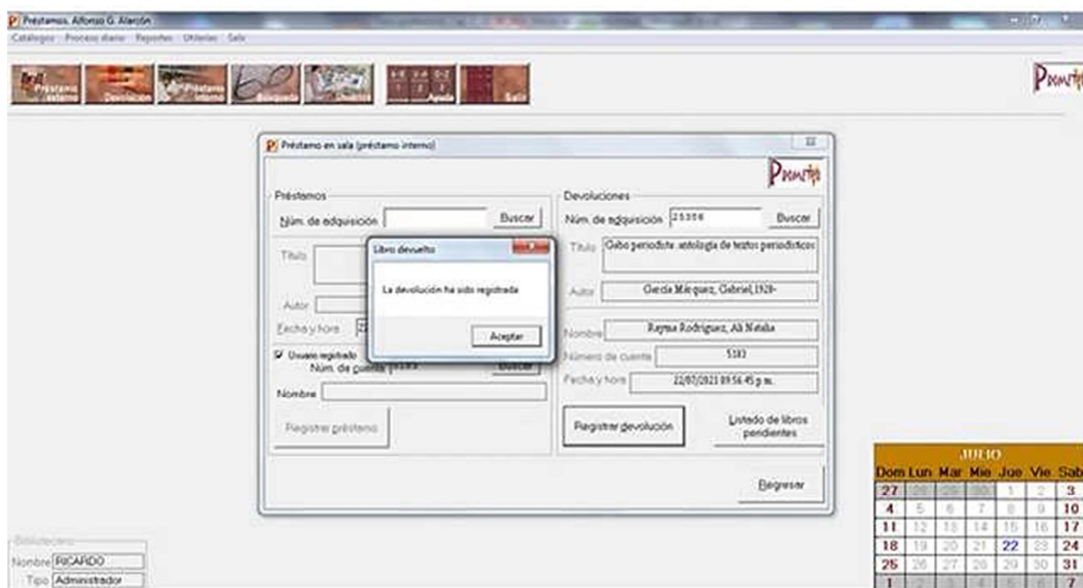 Préstamos. Alfonso G. Alarcón
Catálogos Proceso diario Reportes Utilerías Salir
Préstamo externo
Devolución
Préstamo interno
Búsqueda
Ayuda
Salir
Prometeo
Préstamo en sala (préstamo interno)
Prometeo
Préstamos
Núm. de adquisición
Buscar
Título
Autor
Fecha y hora
Usuario registrado
Núm. de cuenta
Buscar
Nombre
Registrar préstamo
Libro devuelto
La devolución ha sido registrada
Aceptar
Devoluciones
Núm. de adquisición 25356 Buscar
Título Gabo periodista :antología de textos periodísticos
Autor García Márquez, Gabriel,1928-
Nombre Rayma Rodríguez, Ali Natalia
Número de cuenta 5183
Fecha y hora 22/07/2021 09:56:45 p.m.
Registrar devolución
Listado de libros pendientes
Regresar
JULIO
Dom Lun Mar Mie Jue Vie Sab
27 28 29 30 1 2 3
4 5 6 7 8 9 10
11 12 13 14 15 16 17
18 19 20 21 22 23 24
25 26 27 28 29 30 31
1 2 3 4 5 6 7
Bibliotecario
Nombre RICARDO
Tipo Administrador